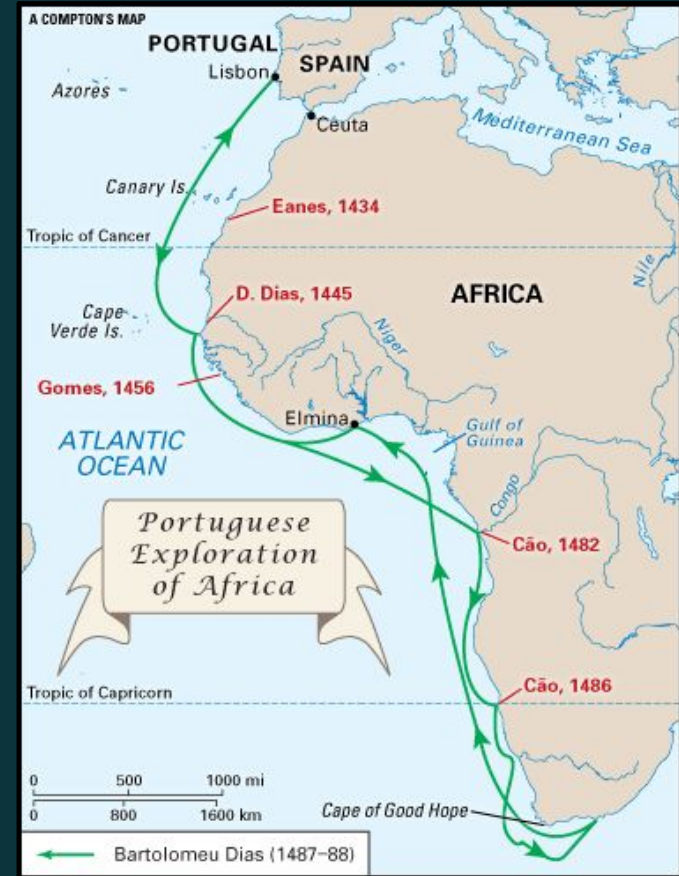 A COMPTON'S MAP
PORTUGAL
SPAIN
Lisbon
Azores
Ceuta
Mediterranean Sea
Canary Is.
Eanes, 1434
Tropic of Cancer
Nile
D. Dias, 1445
AFRICA
Cape
Verde Is.
Niger
Gomes, 1456
Elmina
Gulf of
Guinea
ATLANTIC
OCEAN
Congo
Portuguese
Exploration
of Africa
Cão, 1482
Cão, 1486
Tropic of Capricorn
0 500 1000 mi
0 800 1600 km
Cape of Good Hope
Bartolomeu Dias (1487–88)